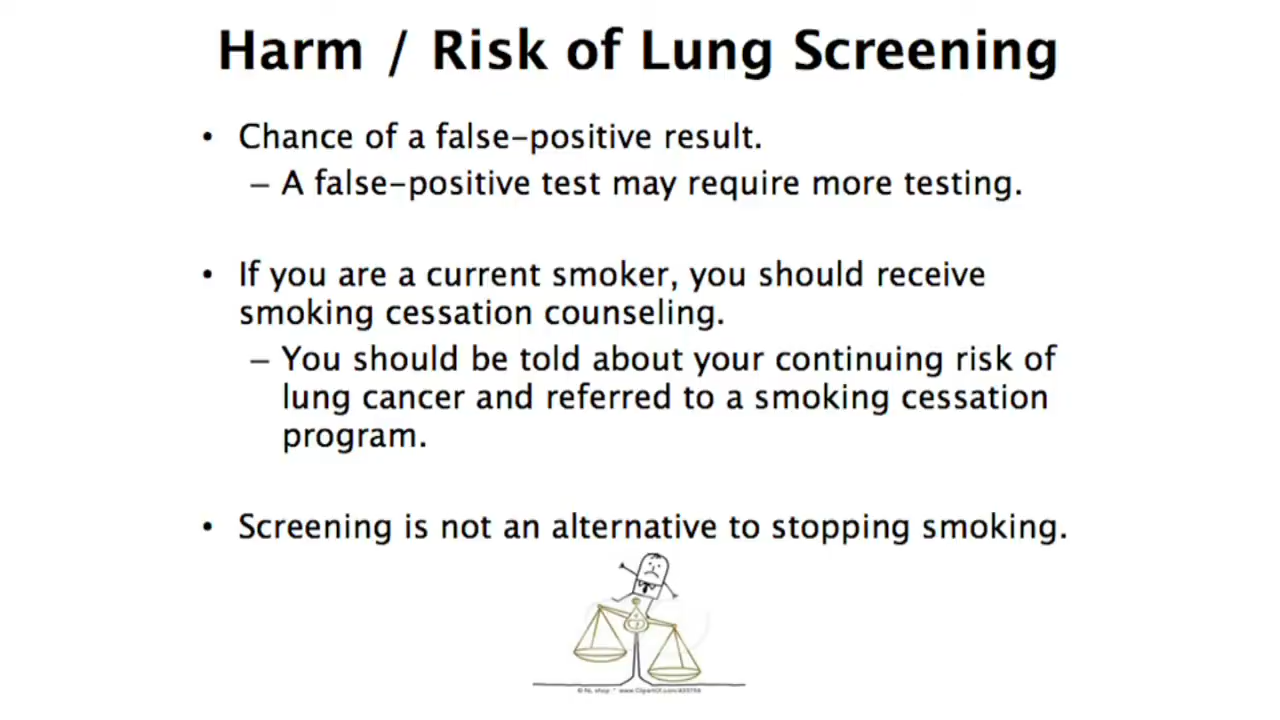 Harm / Risk of Lung Screening
• Chance of a false-positive result.
– A false-positive test may require more testing.
• If you are a current smoker, you should receive
smoking cessation counseling.
– You should be told about your continuing risk of
lung cancer and referred to a smoking cessation
program.
• Screening is not an alternative to stopping smoking.